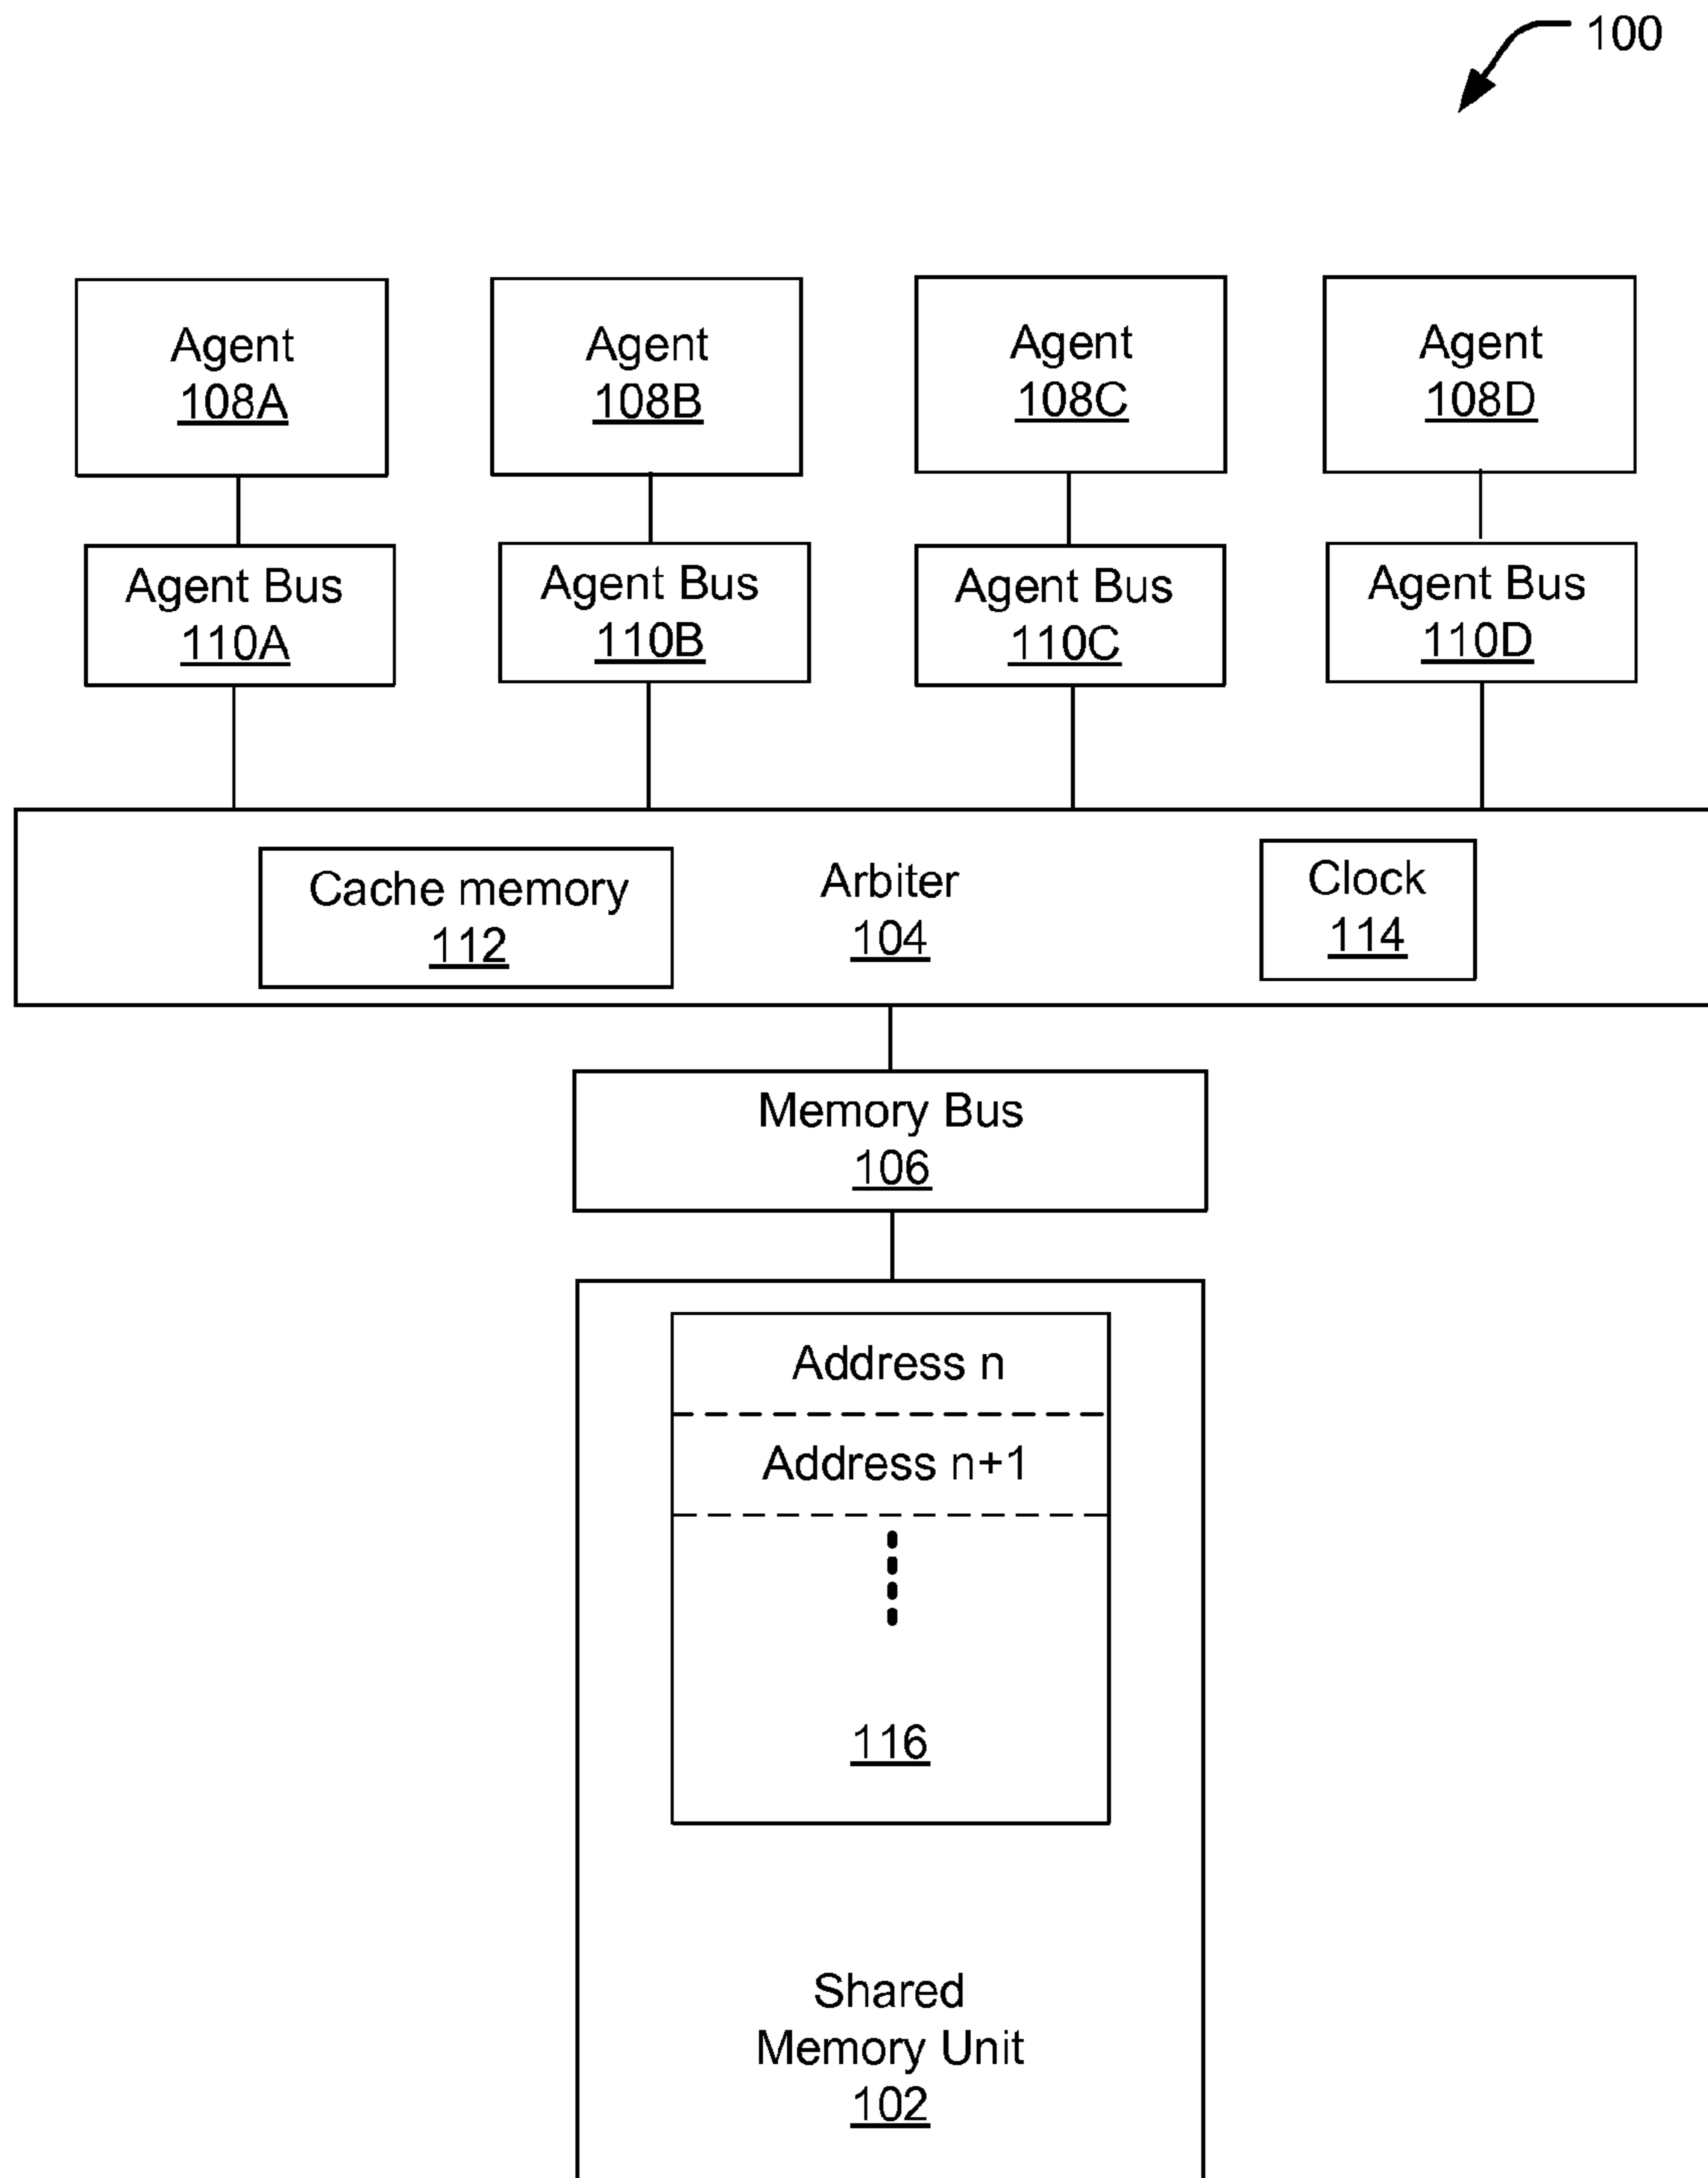 100
Agent
108A
Agent
108B
Agent
108C
Agent
108D
Agent Bus
110A
Agent Bus
110B
Agent Bus
110C
Agent Bus
110D
Cache memory
112
Arbiter
104
Clock
114
Memory Bus
106
Address n
Address n+1
116
Shared
Memory Unit
102